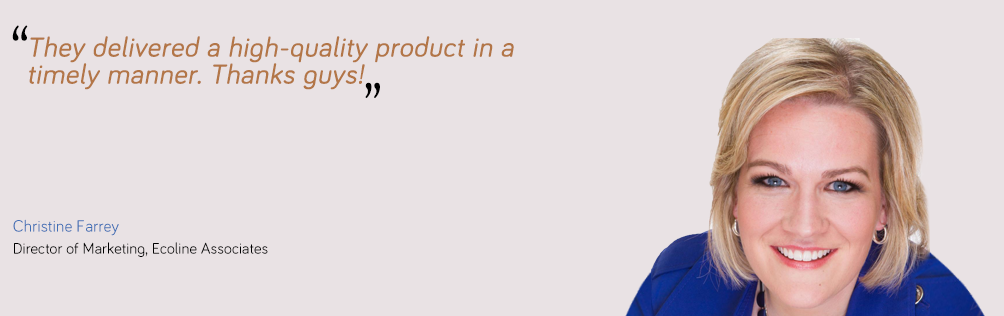 “They delivered a high-quality product in a
timely manner. Thanks guys!”
Christine Farrey
Director of Marketing, Ecoline Associates